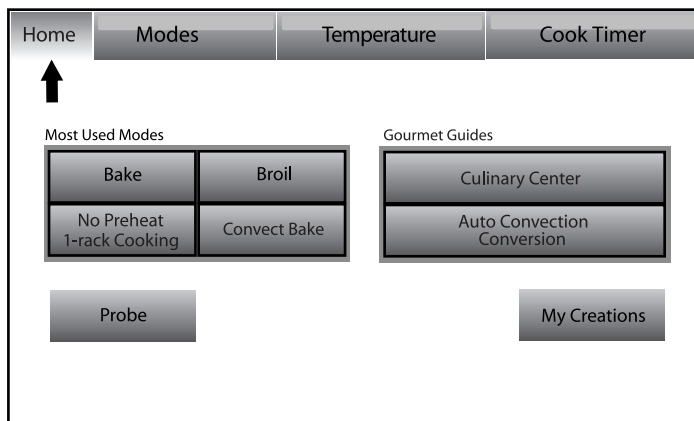 Home
Modes
Temperature
Cook Timer
Most Used Modes
Gourmet Guides
Bake
Broil
Culinary Center
No Preheat
1-rack Cooking
Convect Bake
Auto Convection
Conversion
Probe
My Creations